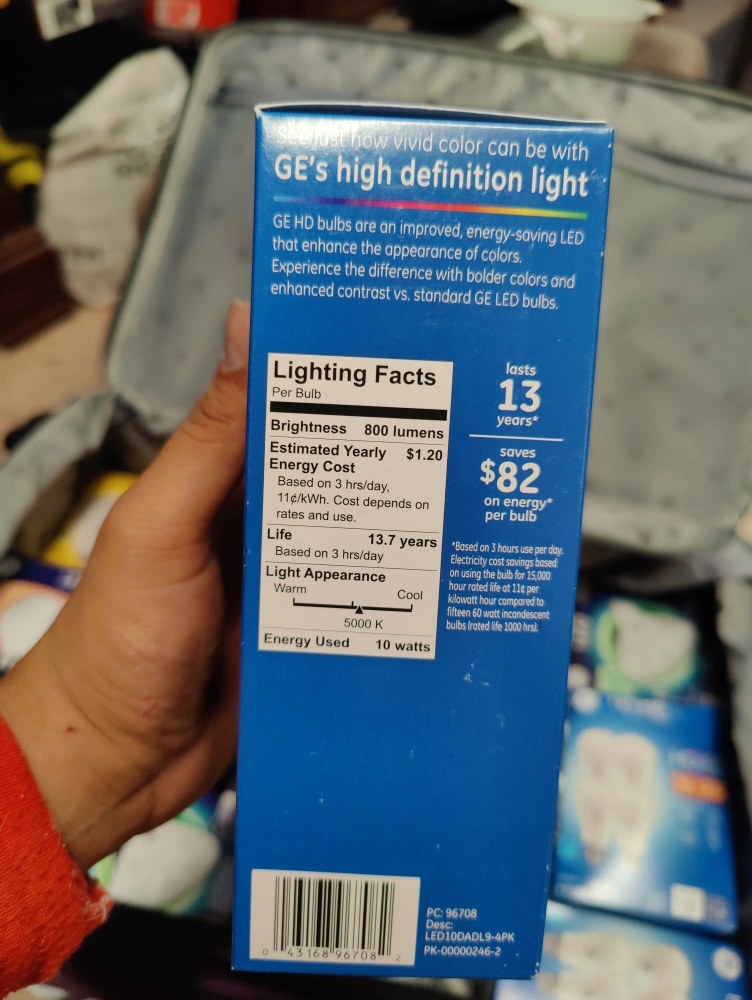 See just how vivid color can be with
GE's high definition light
GE HD bulbs are an improved, energy-saving LED
that enhance the appearance of colors.
Experience the difference with bolder colors and
enhanced contrast vs. standard GE LED bulbs.
Lighting Facts
Per Bulb
Brightness 800 lumens
Estimated Yearly $1.20
Energy Cost
Based on 3 hrs/day,
11¢/kWh. Cost depends on
rates and use.
Life 13.7 years
Based on 3 hrs/day
Light Appearance
Warm Cool
5000 K
Energy Used 10 watts
lasts
13
years*
saves
$82
on energy*
per bulb
*Based on 3 hours use per day.
Electricity cost savings based
on using the bulb for 15,000
hour rated life at 11¢ per
kilowatt hour compared to
fifteen 60 watt incandescent
bulbs (rated life 1000 hrs).
0 43168 96708 2
PC: 96708
Desc:
LED10DADL9-4PK
PK-00000246-2